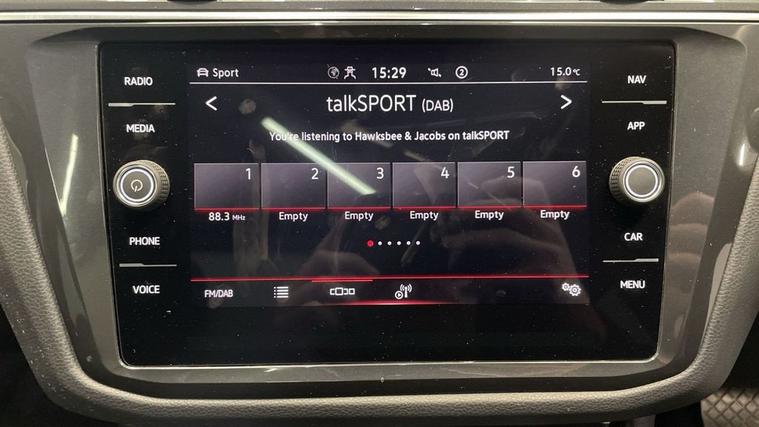 RADIO
MEDIA
PHONE
VOICE
Sport 15:29 2 15.0°C
talkSPORT (DAB)
You're listening to Hawksbee & Jacobs on talkSPORT
1 2 3 4 5 6
88.3 MHz Empty Empty Empty Empty Empty
FM/DAB
NAV
APP
CAR
MENU